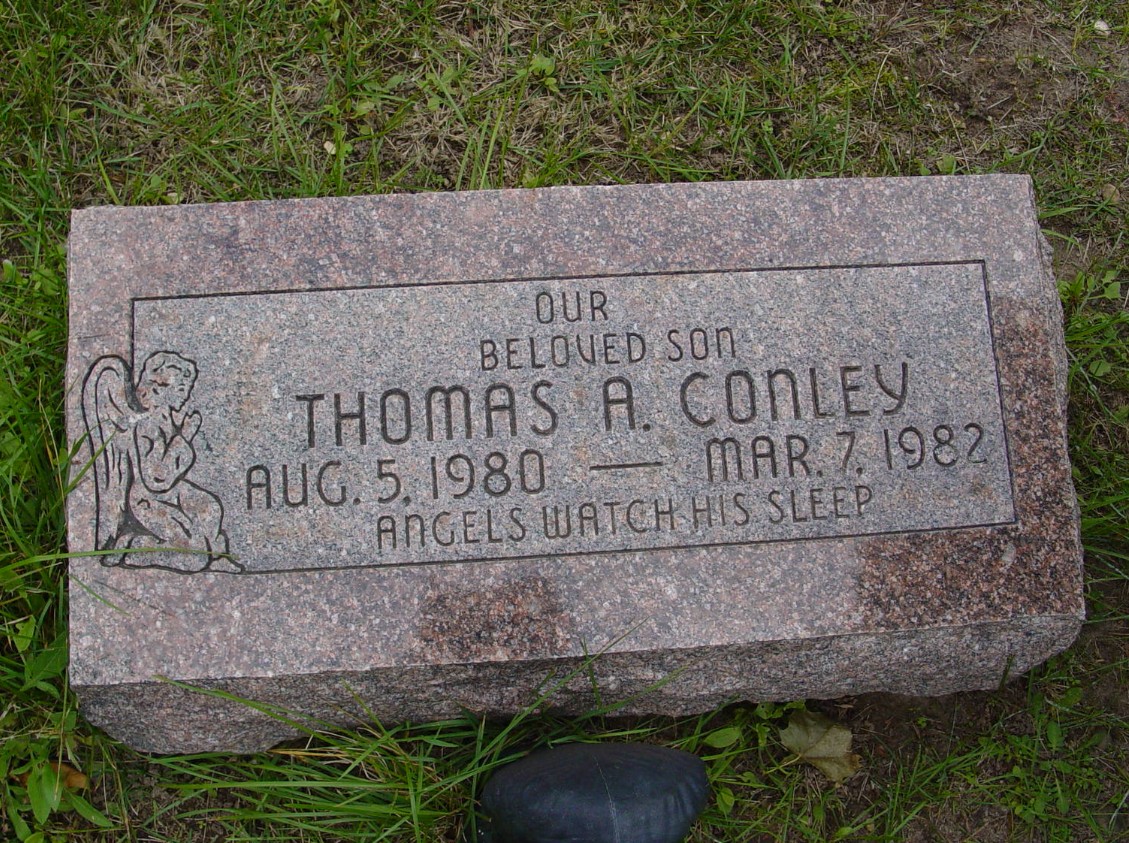 OUR
BELOVED SON
THOMAS A. CONLEY
AUG. 5, 1980 — MAR. 7, 1982
ANGELS WATCH HIS SLEEP